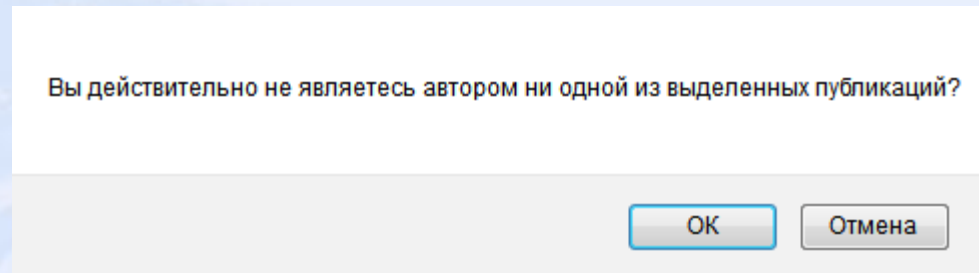 Вы действительно не являетесь автором ни одной из выделенных публикаций?
ОК
Отмена